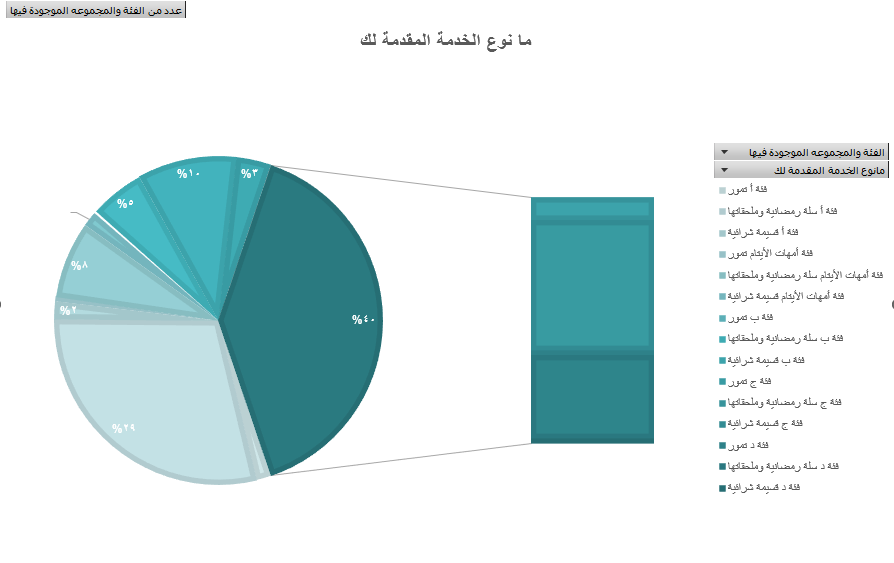 عدد من الفئة والمجموعه الموجودة فيها
ما نوع الخدمة المقدمة لك
%٣
%١٠
%٥
%٨
%٢
%٢٩
%٤٠
الفئة والمجموعه الموجودة فيها
مانوع الخدمة المقدمة لك
فئة أ تمور
فئة أ سلة رمضانية وملحقاتها
فئة أ قسيمة شرائية
فئة أمهات الأيتام تمور
فئة أمهات الأيتام سلة رمضانية وملحقاتها
فئة أمهات الأيتام قسيمة شرائية
فئة ب تمور
فئة ب سلة رمضانية وملحقاتها
فئة ب قسيمة شرائية
فئة ج تمور
فئة ج سلة رمضانية وملحقاتها
فئة ج قسيمة شرائية
فئة د تمور
فئة د سلة رمضانية وملحقاتها
فئة د قسيمة شرائية